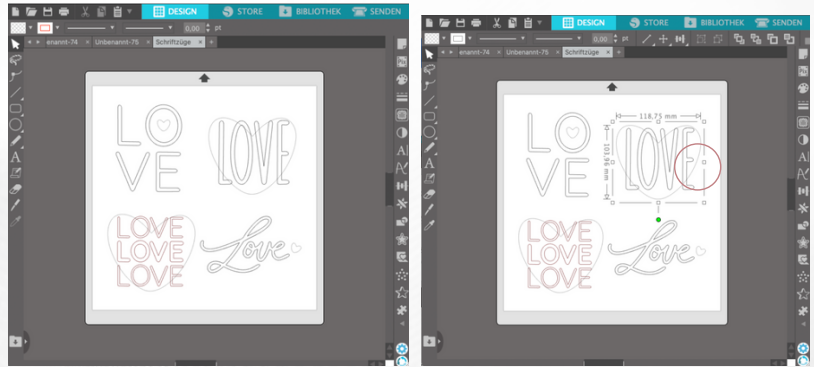 DESIGN STORE BIBLIOTHEK SENDEN
0,00 pt
enannt-74 × Unbenannt-75 × Schriftzüge × +
LO
VE
LOVE
LOVE
LOVE
LOVE
Love
DESIGN STORE BIBLIOTHEK SENDEN
0,00 pt
enannt-74 × Unbenannt-75 × Schriftzüge × +
LO
VE
118,75 mm
101,96 mm
LOVE
LOVE
LOVE
LOVE
Love